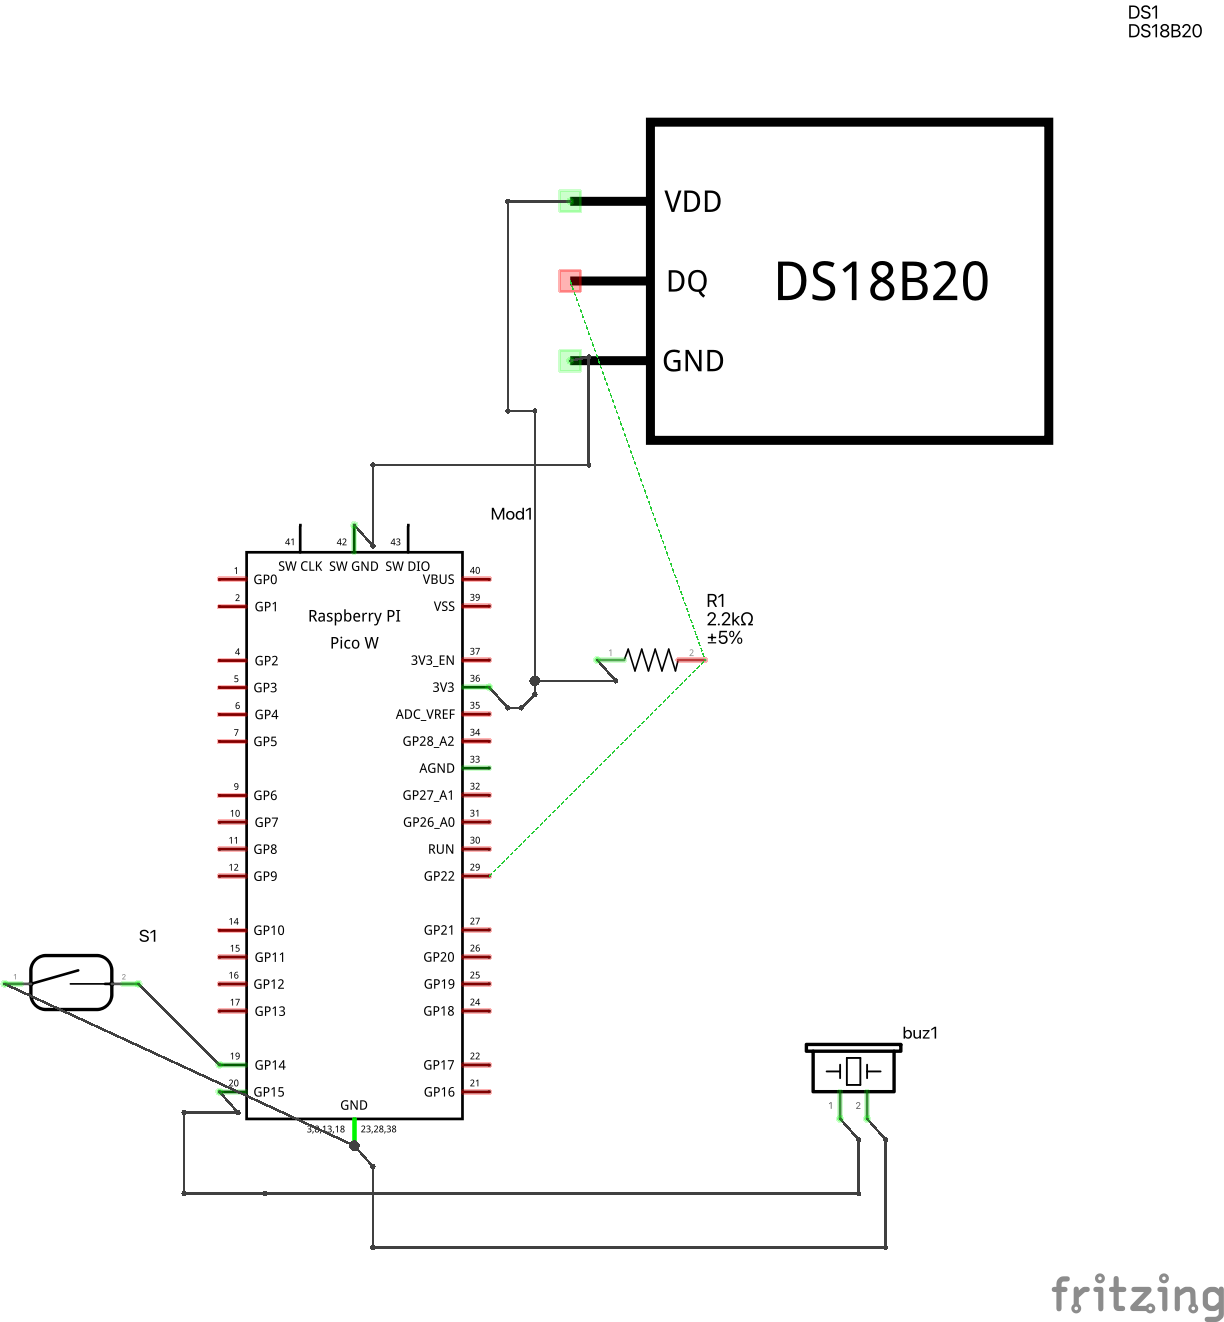 DS1
DS18B20
VDD
DQ
GND
DS18B20
Mod1
41 42 43
SW CLK SW GND SW DIO
1 GP0 VBUS 40
2 GP1 VSS 39
Raspberry PI
Pico W
R1
2.2kΩ
±5%
1 2
4 GP2 3V3_EN 37
5 GP3 3V3 36
6 GP4 ADC_VREF 35
7 GP5 GP28_A2 34
AGND 33
9 GP6 GP27_A1 32
10 GP7 GP26_A0 31
11 GP8 RUN 30
12 GP9 GP22 29
14 GP10 GP21 27
15 GP11 GP20 26
16 GP12 GP19 25
17 GP13 GP18 24
S1
1 2
19 GP14 GP17 22
20 GP15 GP16 21
GND
3,8,13,18 23,28,38
buz1
1 2
fritzing